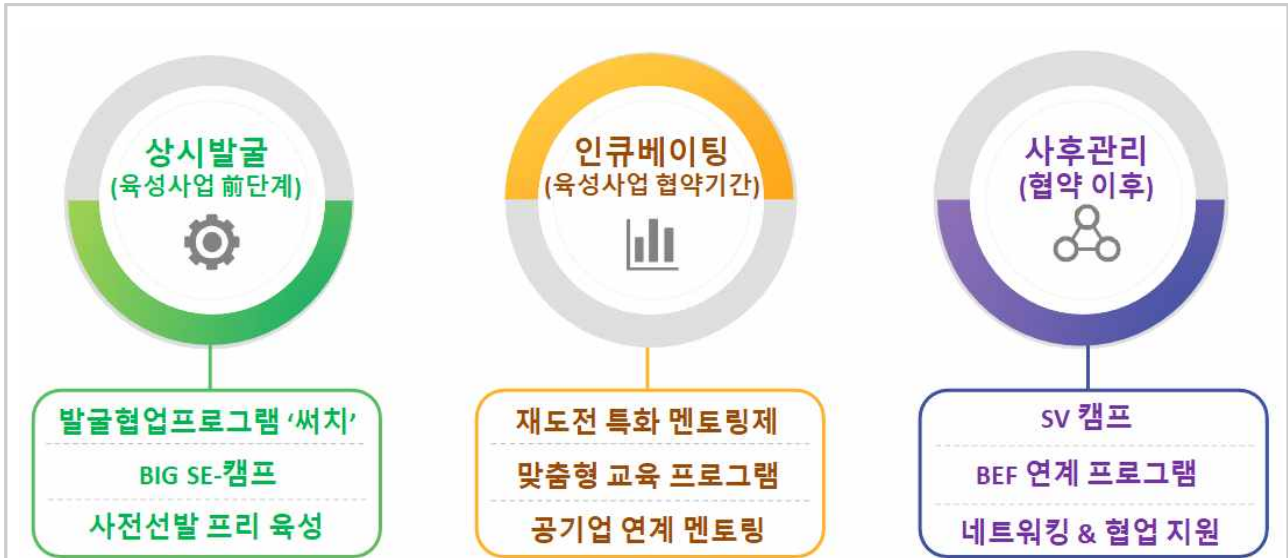 상시발굴
(육성사업 前단계)
발굴협업프로그램 ‘써치’
BIG SE-캠프
사전선발 프리 육성
인큐베이팅
(육성사업 협약기간)
재도전 특화 멘토링제
맞춤형 교육 프로그램
공기업 연계 멘토링
사후관리
(협약 이후)
SV 캠프
BEF 연계 프로그램
네트워킹 & 협업 지원